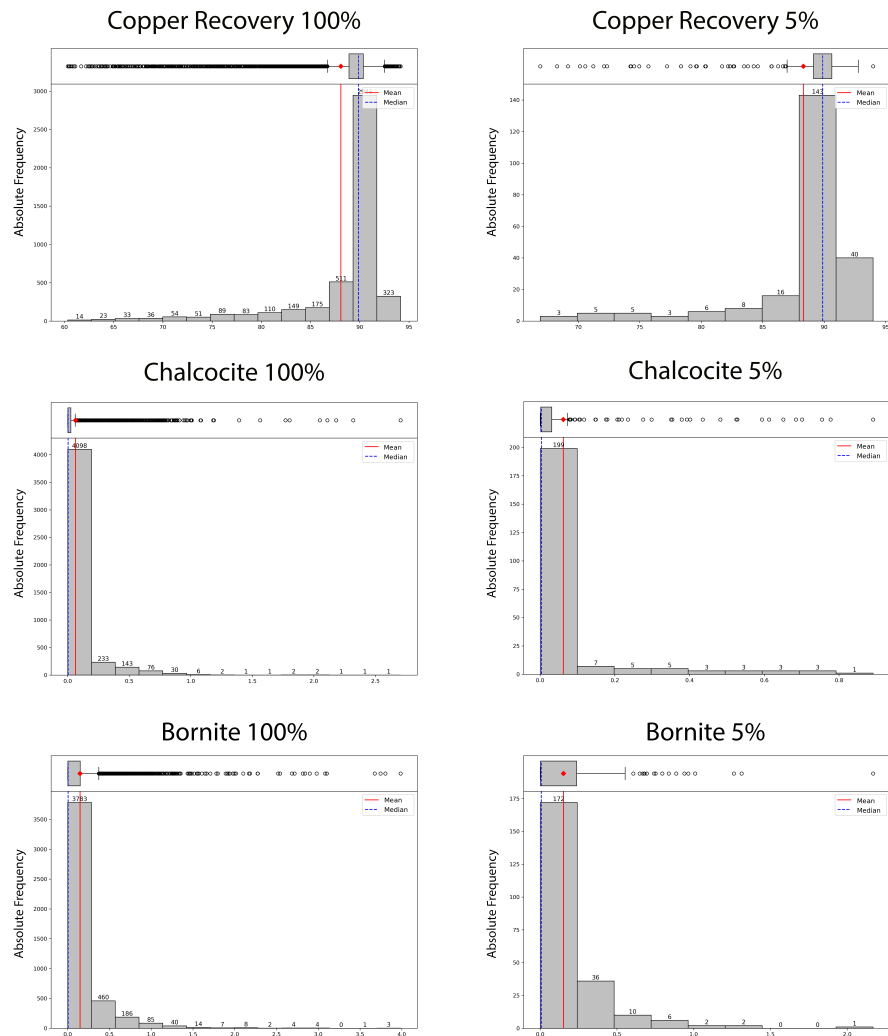 Copper Recovery 100%
Copper Recovery 5%
Absolute Frequency
3000
2500
2000
1500
1000
500
0
Mean
Median
14 23 33 36 54 51 89 83 110 149 175 511 323
60 65 70 75 80 85 90 95
Absolute Frequency
140
120
100
80
60
40
20
0
Mean
Median
3 5 5 3 6 8 16 143 40
70 75 80 85 90 95
Chalcocite 100%
Chalcocite 5%
Absolute Frequency
4000
3500
3000
2500
2000
1500
1000
500
0
Mean
Median
4098 233 143 76 30 6 2 1 1 2 2 1 1 1
0.0 0.5 1.0 1.5 2.0 2.5
Absolute Frequency
200
175
150
125
100
75
50
25
0
Mean
Median
199 7 5 5 3 3 3 3 1
0.0 0.2 0.4 0.6 0.8
Bornite 100%
Bornite 5%
Absolute Frequency
3500
3000
2500
2000
1500
1000
500
0
Mean
Median
3783 460 186 85 40 14 7 8 2 4 4 0 1 3
0.0 0.5 1.0 1.5 2.0 2.5 3.0 3.5 4.0
Absolute Frequency
175
150
125
100
75
50
25
0
Mean
Median
172 36 10 6 2 2 0 0 1
0.0 0.5 1.0 1.5 2.0